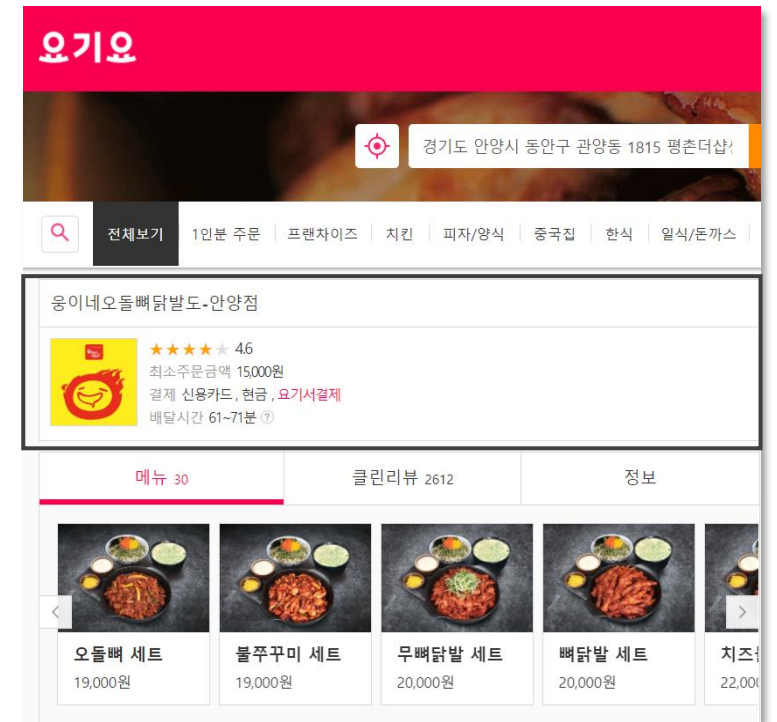 요기요
경기도 안양시 동안구 관양동 1815 평촌더샵
전체보기 1인분 주문 프랜차이즈 치킨 피자/양식 중국집 한식 일식/돈까스
웅이네오돌뼈닭발도-안양점
★★★★★ 4.6
최소주문금액 15,000원
결제 신용카드 , 현금 , 요기서결제
배달시간 61~71분 ?
메뉴 30 클린리뷰 2612 정보
< >
오돌뼈 세트 불쭈꾸미 세트 무뼈닭발 세트 뼈닭발 세트 치즈
19,000원 19,000원 20,000원 20,000원 22,00